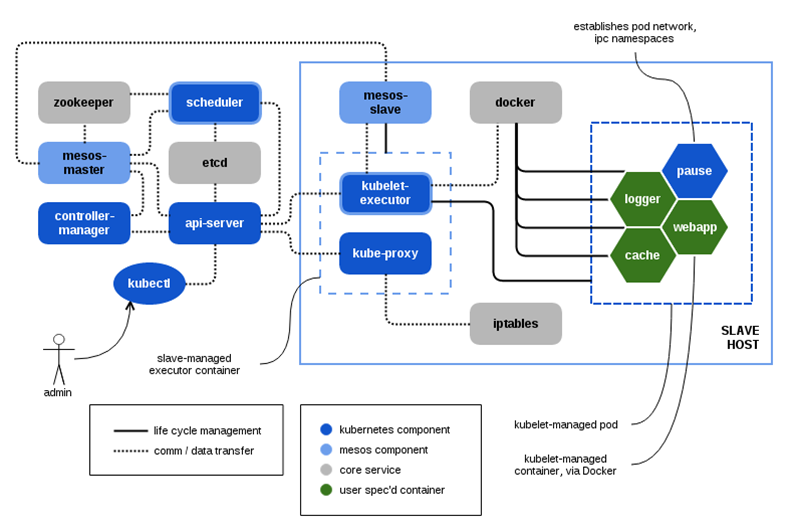 establishes pod network,
ipc namespaces
zookeeper
scheduler
mesos-
slave
docker
mesos-
master
etcd
pause
kubelet-
executor
logger
controller-
manager
api-server
webapp
kube-proxy
cache
kubectl
iptables
SLAVE
HOST
slave-managed
executor container
admin
life cycle management
comm / data transfer
kubernetes component
mesos component
core service
user spec'd container
kubelet-managed pod
kubelet-managed
container, via Docker